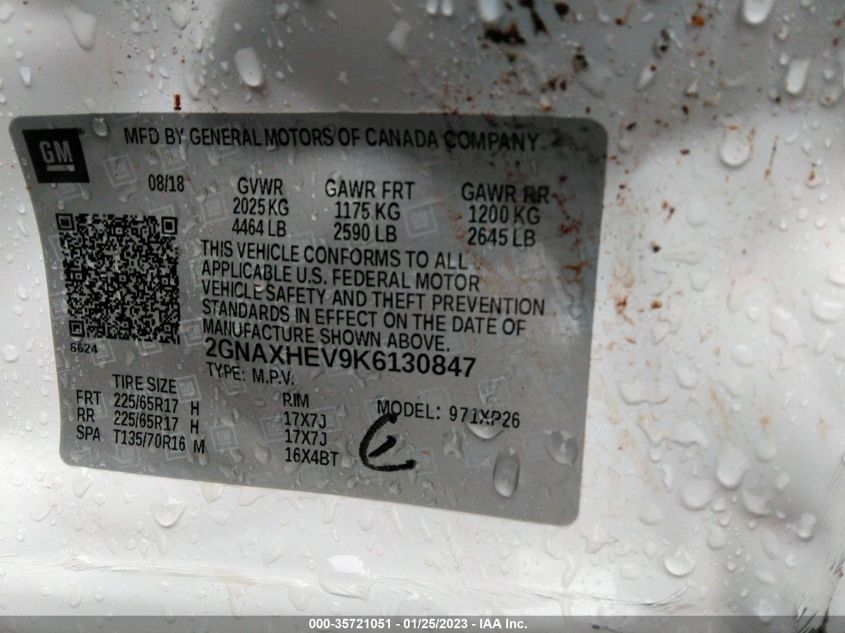 MFD BY GENERAL MOTORS OF CANADA COMPANY
GM
08/18 GVWR GAWR FRT GAWR RR
2025 KG 1175 KG 1200 KG
4464 LB 2590 LB 2645 LB
THIS VEHICLE CONFORMS TO ALL
APPLICABLE U.S. FEDERAL MOTOR
VEHICLE SAFETY AND THEFT PREVENTION
STANDARDS IN EFFECT ON THE DATE OF
MANUFACTURE SHOWN ABOVE.
6624
2GNAXHEV9K6130847
TYPE: M.P.V.
TIRE SIZE RIM MODEL: 971XP26
FRT 225/65R17 H 17X7J
RR 225/65R17 H 17X7J
SPA T135/70R16 M 16X4BT
000-35721051 - 01/25/2023 - IAA Inc.